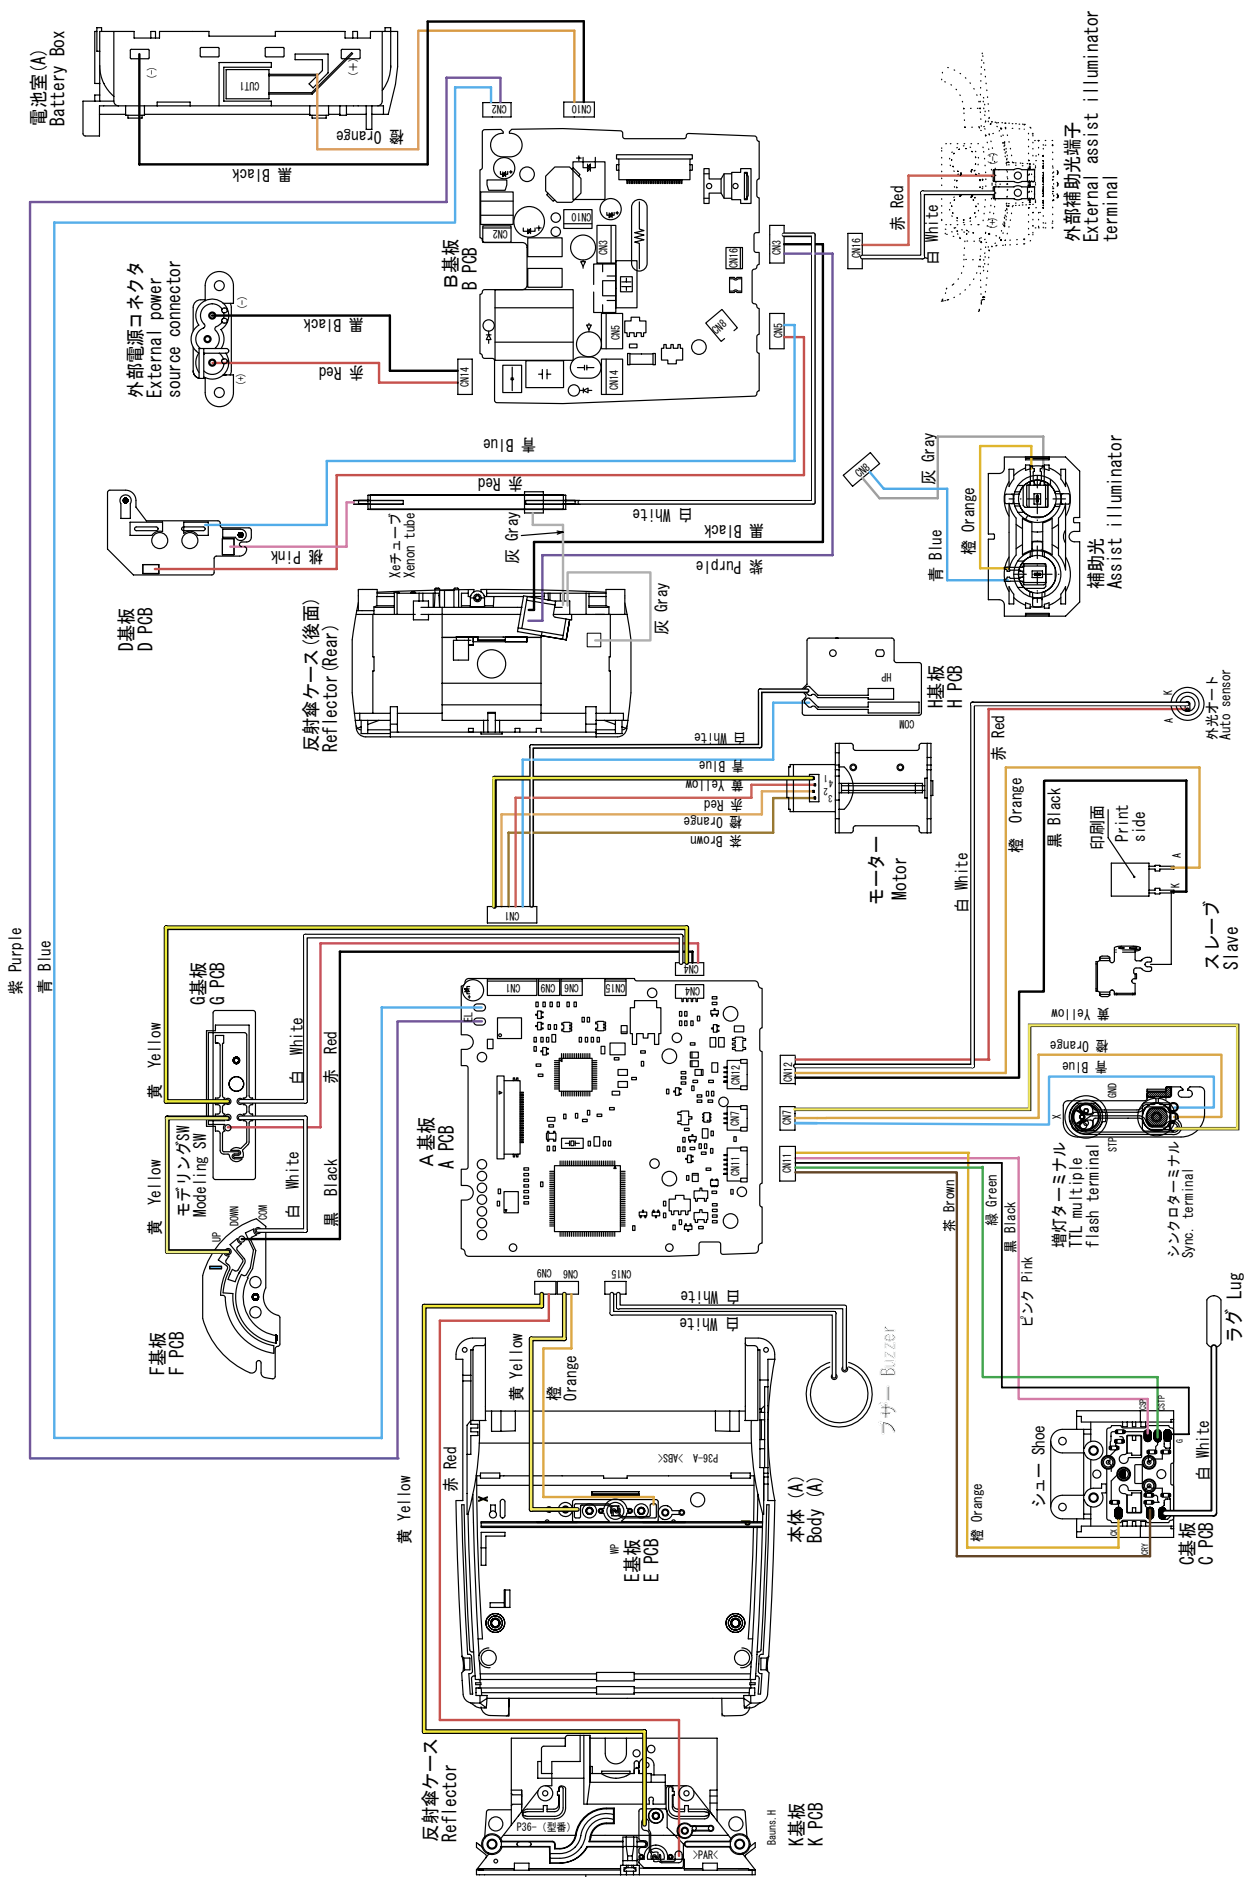 紫 Purple
青 Blue
電池室(A)
Battery Box
(-)
(+)
CUT1
橙 Orange
黒 Black
CN2
CN10
外部電源コネクタ
External power
source connector
(-)
(+)
黒 Black
赤 Red
CN14
B基板
B PCB
CN2
CN10
CN3
CN16
CN5
CN8
CN14
CN3
CN5
CN16
赤 Red
白 White
(-)
(+)
外部補助光端子
External assist illuminator
terminal
D基板
D PCB
桃 Pink
青 Blue
赤 Red
Xeチューブ
Xenon tube
白 White
灰 Gray
黒 Black
紫 Purple
灰 Gray
反射傘ケース(後面)
Reflector(Rear)
CN8
灰 Gray
橙 Orange
青 Blue
補助光
Assist illuminator
H基板
H PCB
HP
COM
白 White
青 Blue
黄 Yellow
赤 Red
橙 Orange
茶 Brown
1
4
2
3
モーター
Motor
CN1
外光オート
Auto sensor
A
K
赤 Red
白 White
橙 Orange
黒 Black
印刷面
Print
side
A
K
スレーブ
Slave
G基板
G PCB
黄 Yellow
白 White
赤 Red
モデリングSW
Modeling SW
黄 Yellow
白 White
黒 Black
UP
DOWN
COM
F基板
F PCB
CN4
A基板
A PCB
EL
CN1
CN9
CN6
CN15
CN4
CN12
CN7
CN11
CN12
CN7
CN11
黄 Yellow
橙 Orange
青 Blue
X
GND
STP
増灯ターミナル
TTL multiple
flash terminal
シンクロターミナル
Sync. terminal
茶 Brown
緑 Green
黒 Black
ピンク Pink
橙 Orange
CN9
CN6
CN15
白 White
白 White
ブザー Buzzer
黄 Yellow
橙
Orange
赤 Red
黄 Yellow
P36-A >ABS<
WP
E基板
E PCB
本体 (A)
Body (A)
シュー Shoe
CSP
CSTP
G
CX
CRY
C基板
C PCB
白 White
ラグ Lug
反射傘ケース
Reflector
P36- (型番)
>PAR<
Bauns.H
K基板
K PCB